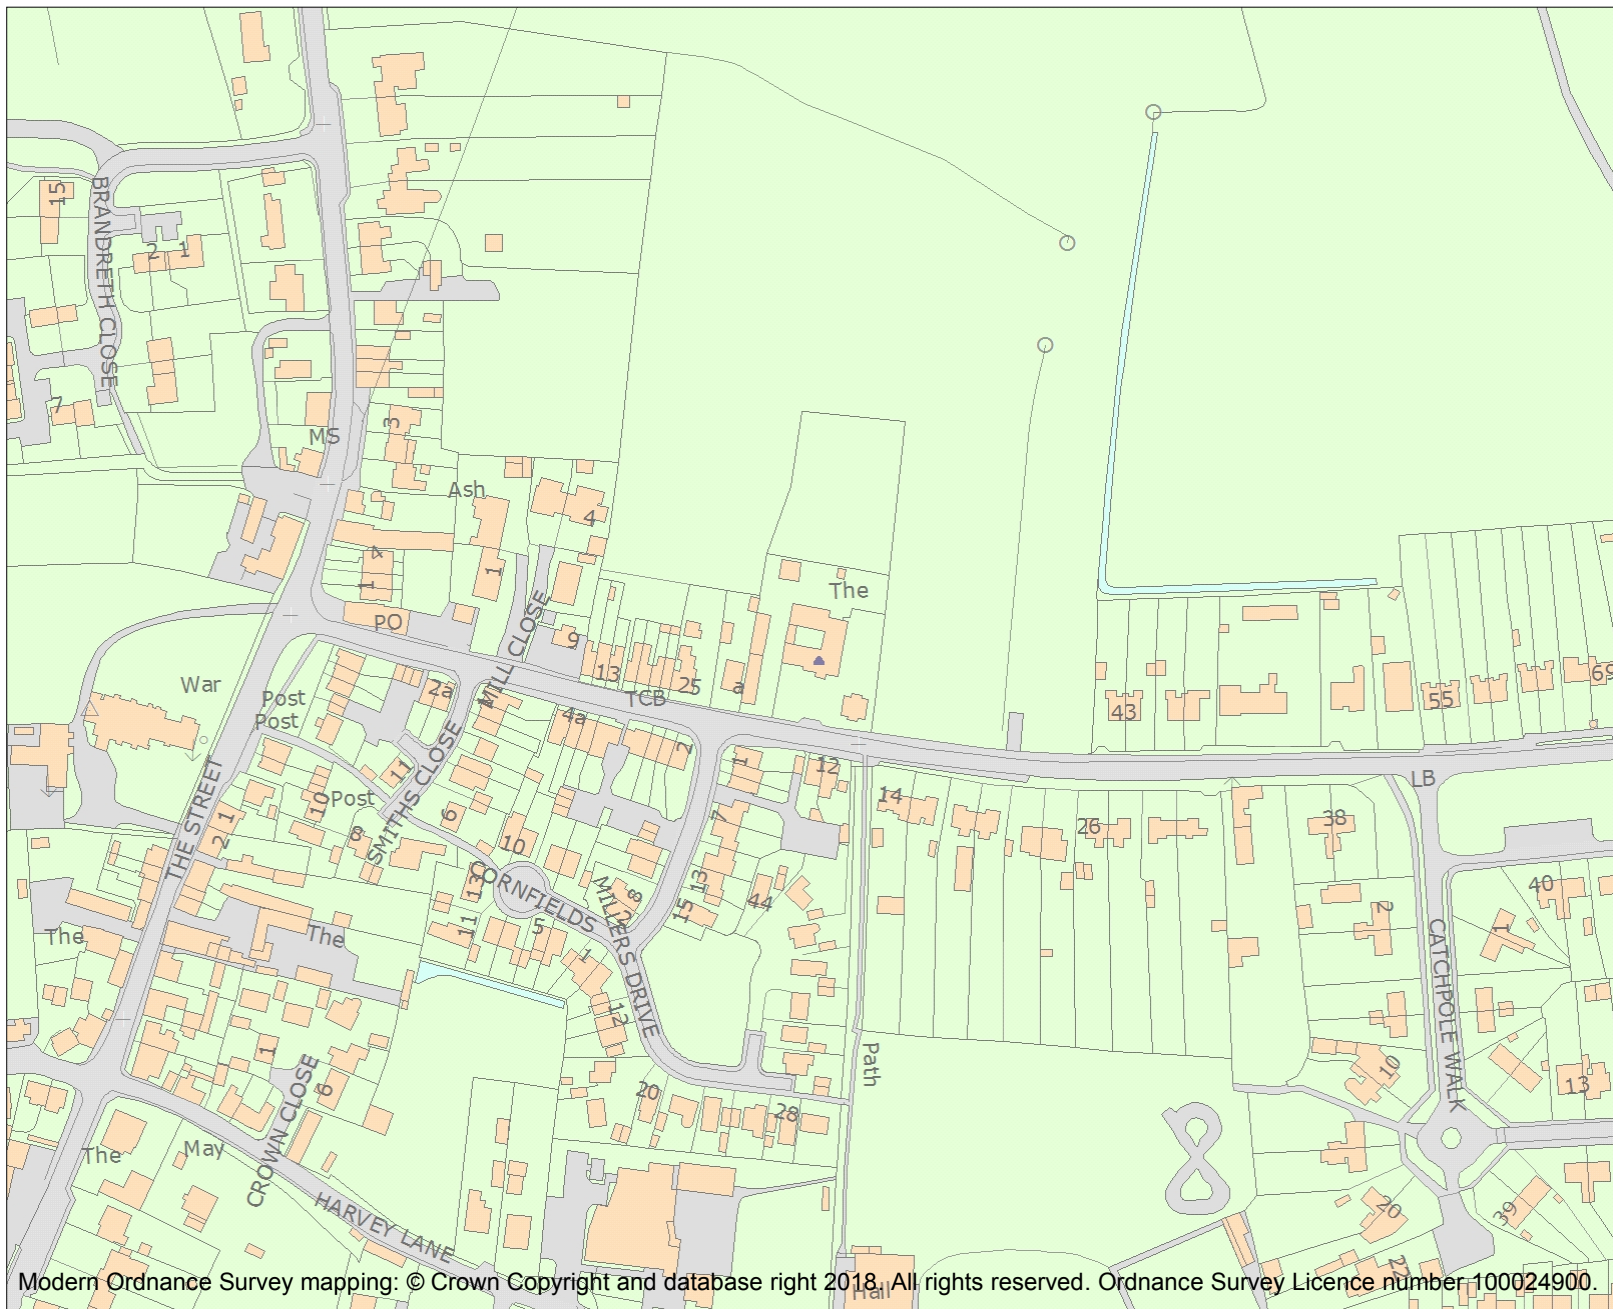 15
BRANDRETH CLOSE
2
1
7
3
MS
Ash
4
4
1
1
The
PO
MILL CLOSE
9
13
25
a
TCB
2a
1
War
Post
Post
4a
2
1
12
43
55
69
LB
11
SMITHS CLOSE
THE STREET
Post
10
8
6
10
7
14
26
38
2
1
13
CORNFIELDS
13
15
44
MILLERS DRIVE
8
2
11
5
1
12
40
2
1
CATCHPOLE WALK
The
The
1
6
CROWN CLOSE
Path
20
28
10
13
The
May
HARVEY LANE
20
39
22
Hall
Modern Ordnance Survey mapping: © Crown Copyright and database right 2018. All rights reserved. Ordnance Survey Licence number 100024900.